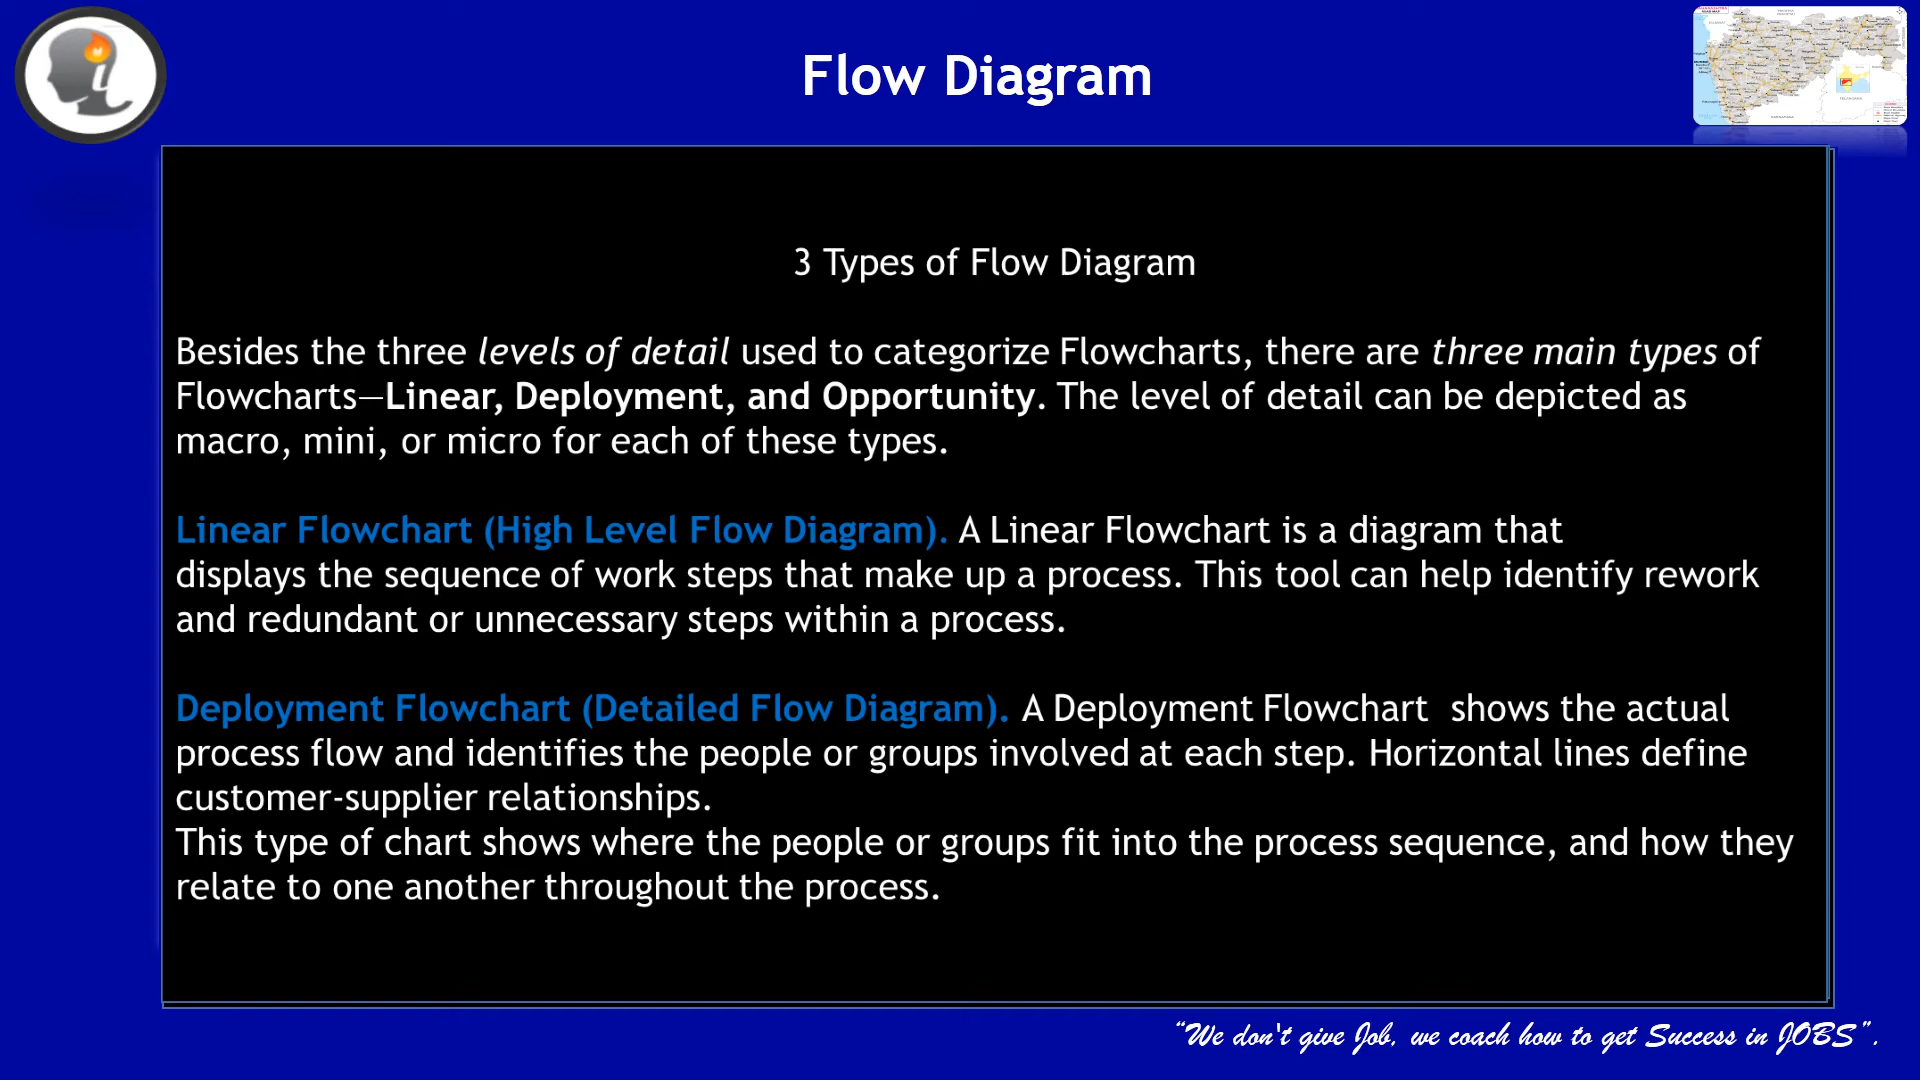 Flow Diagram
3 Types of Flow Diagram
Besides the three levels of detail used to categorize Flowcharts, there are three main types of
Flowcharts—Linear, Deployment, and Opportunity. The level of detail can be depicted as
macro, mini, or micro for each of these types.
Linear Flowchart (High Level Flow Diagram). A Linear Flowchart is a diagram that
displays the sequence of work steps that make up a process. This tool can help identify rework
and redundant or unnecessary steps within a process.
Deployment Flowchart (Detailed Flow Diagram). A Deployment Flowchart  shows the actual
process flow and identifies the people or groups involved at each step. Horizontal lines define
customer-supplier relationships.
This type of chart shows where the people or groups fit into the process sequence, and how they
relate to one another throughout the process.
“We don't give Job, we coach how to get Success in JOBS”.